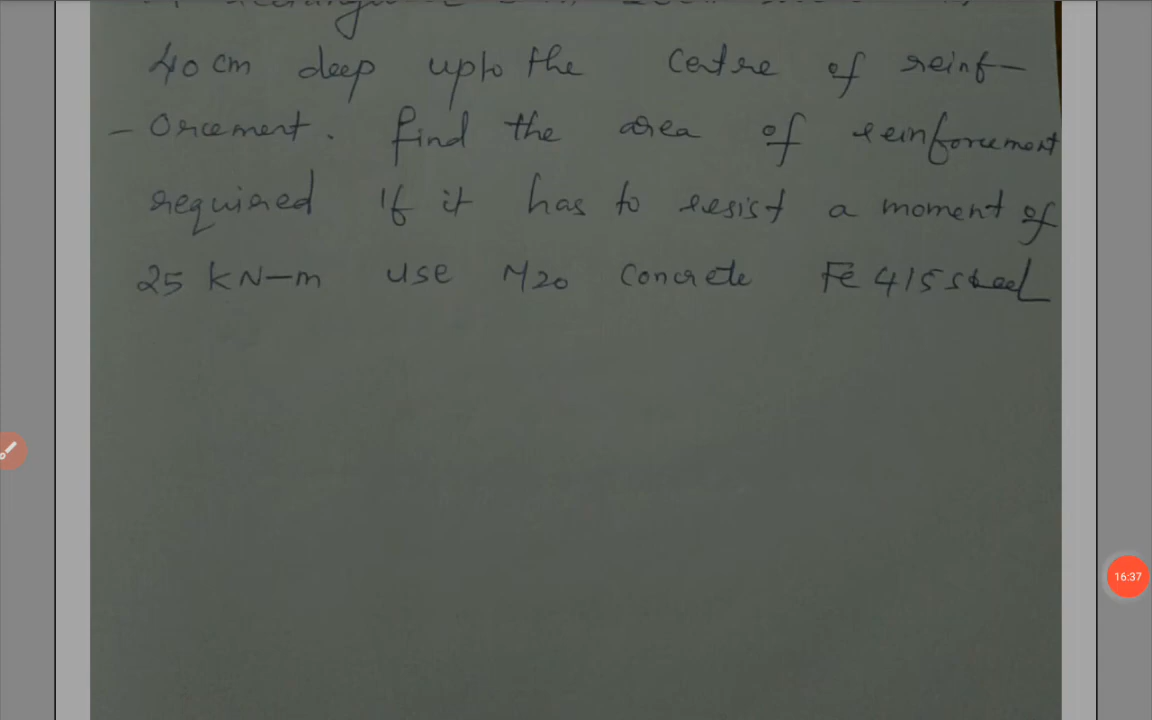 40 cm deep upto the centre of reinf-
- orcement. find the area of reinforcement
required If it has to resist a moment of
25 KN-m use M20 concrete Fe 415 steel
16:37